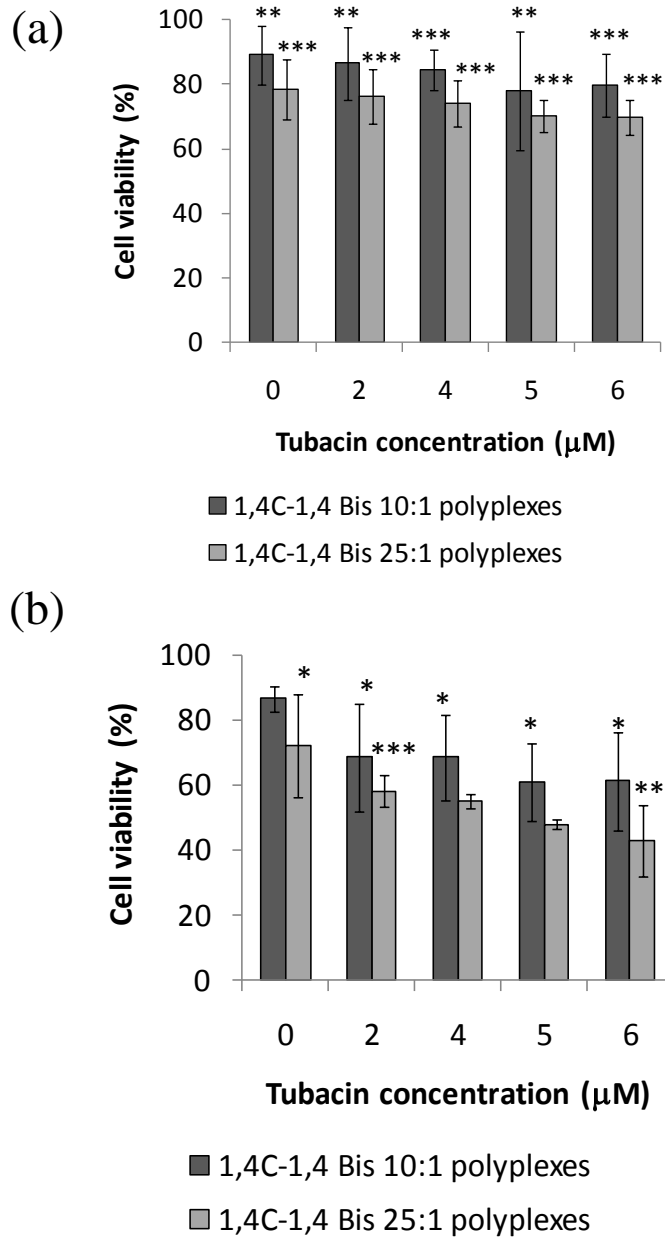 (a)
100
80
60
40
20
0
Cell viability (%)
** ** *** ** ***
*** *** *** *** ***
0 2 4 5 6
Tubacin concentration (μM)
1,4C-1,4 Bis 10:1 polyplexes
1,4C-1,4 Bis 25:1 polyplexes
(b)
100
80
60
40
20
0
Cell viability (%)
* * * * *
*** **
0 2 4 5 6
Tubacin concentration (μM)
1,4C-1,4 Bis 10:1 polyplexes
1,4C-1,4 Bis 25:1 polyplexes